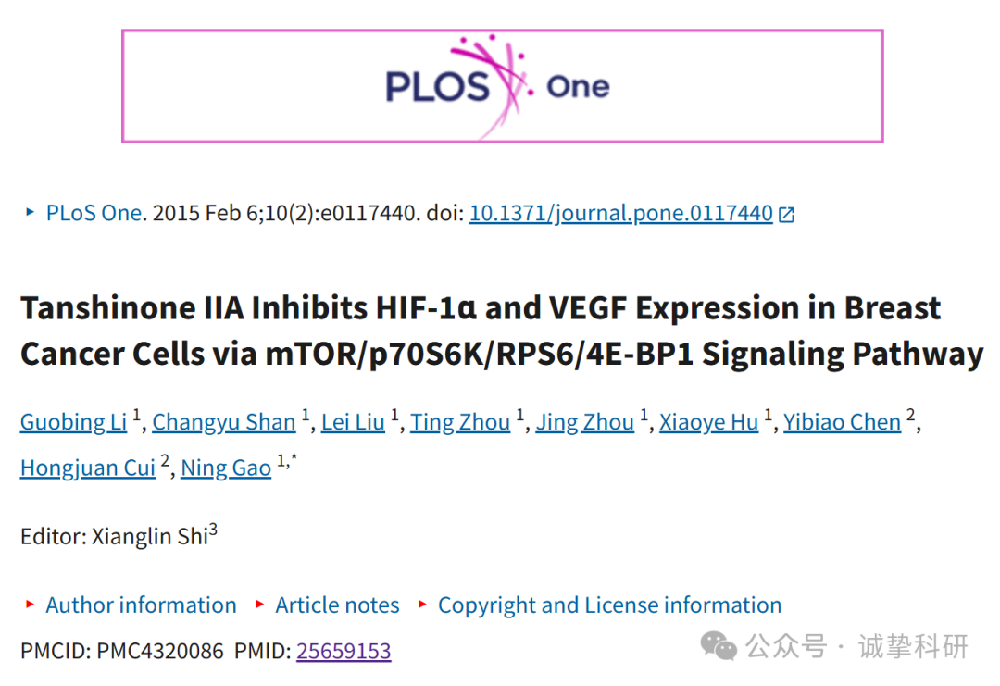 PLOS One
PLoS One. 2015 Feb 6;10(2):e0117440. doi: 10.1371/journal.pone.0117440
Tanshinone IIA Inhibits HIF-1α and VEGF Expression in Breast
Cancer Cells via mTOR/p70S6K/RPS6/4E-BP1 Signaling Pathway
Guobing Li 1, Changyu Shan 1, Lei Liu 1, Ting Zhou 1, Jing Zhou 1, Xiaoye Hu 1, Yibiao Chen 2,
Hongjuan Cui 2, Ning Gao 1,*
Editor: Xianglin Shi3
Author information Article notes Copyright and License information
PMCID: PMC4320086 PMID: 25659153
公众号 · 诚挚科研